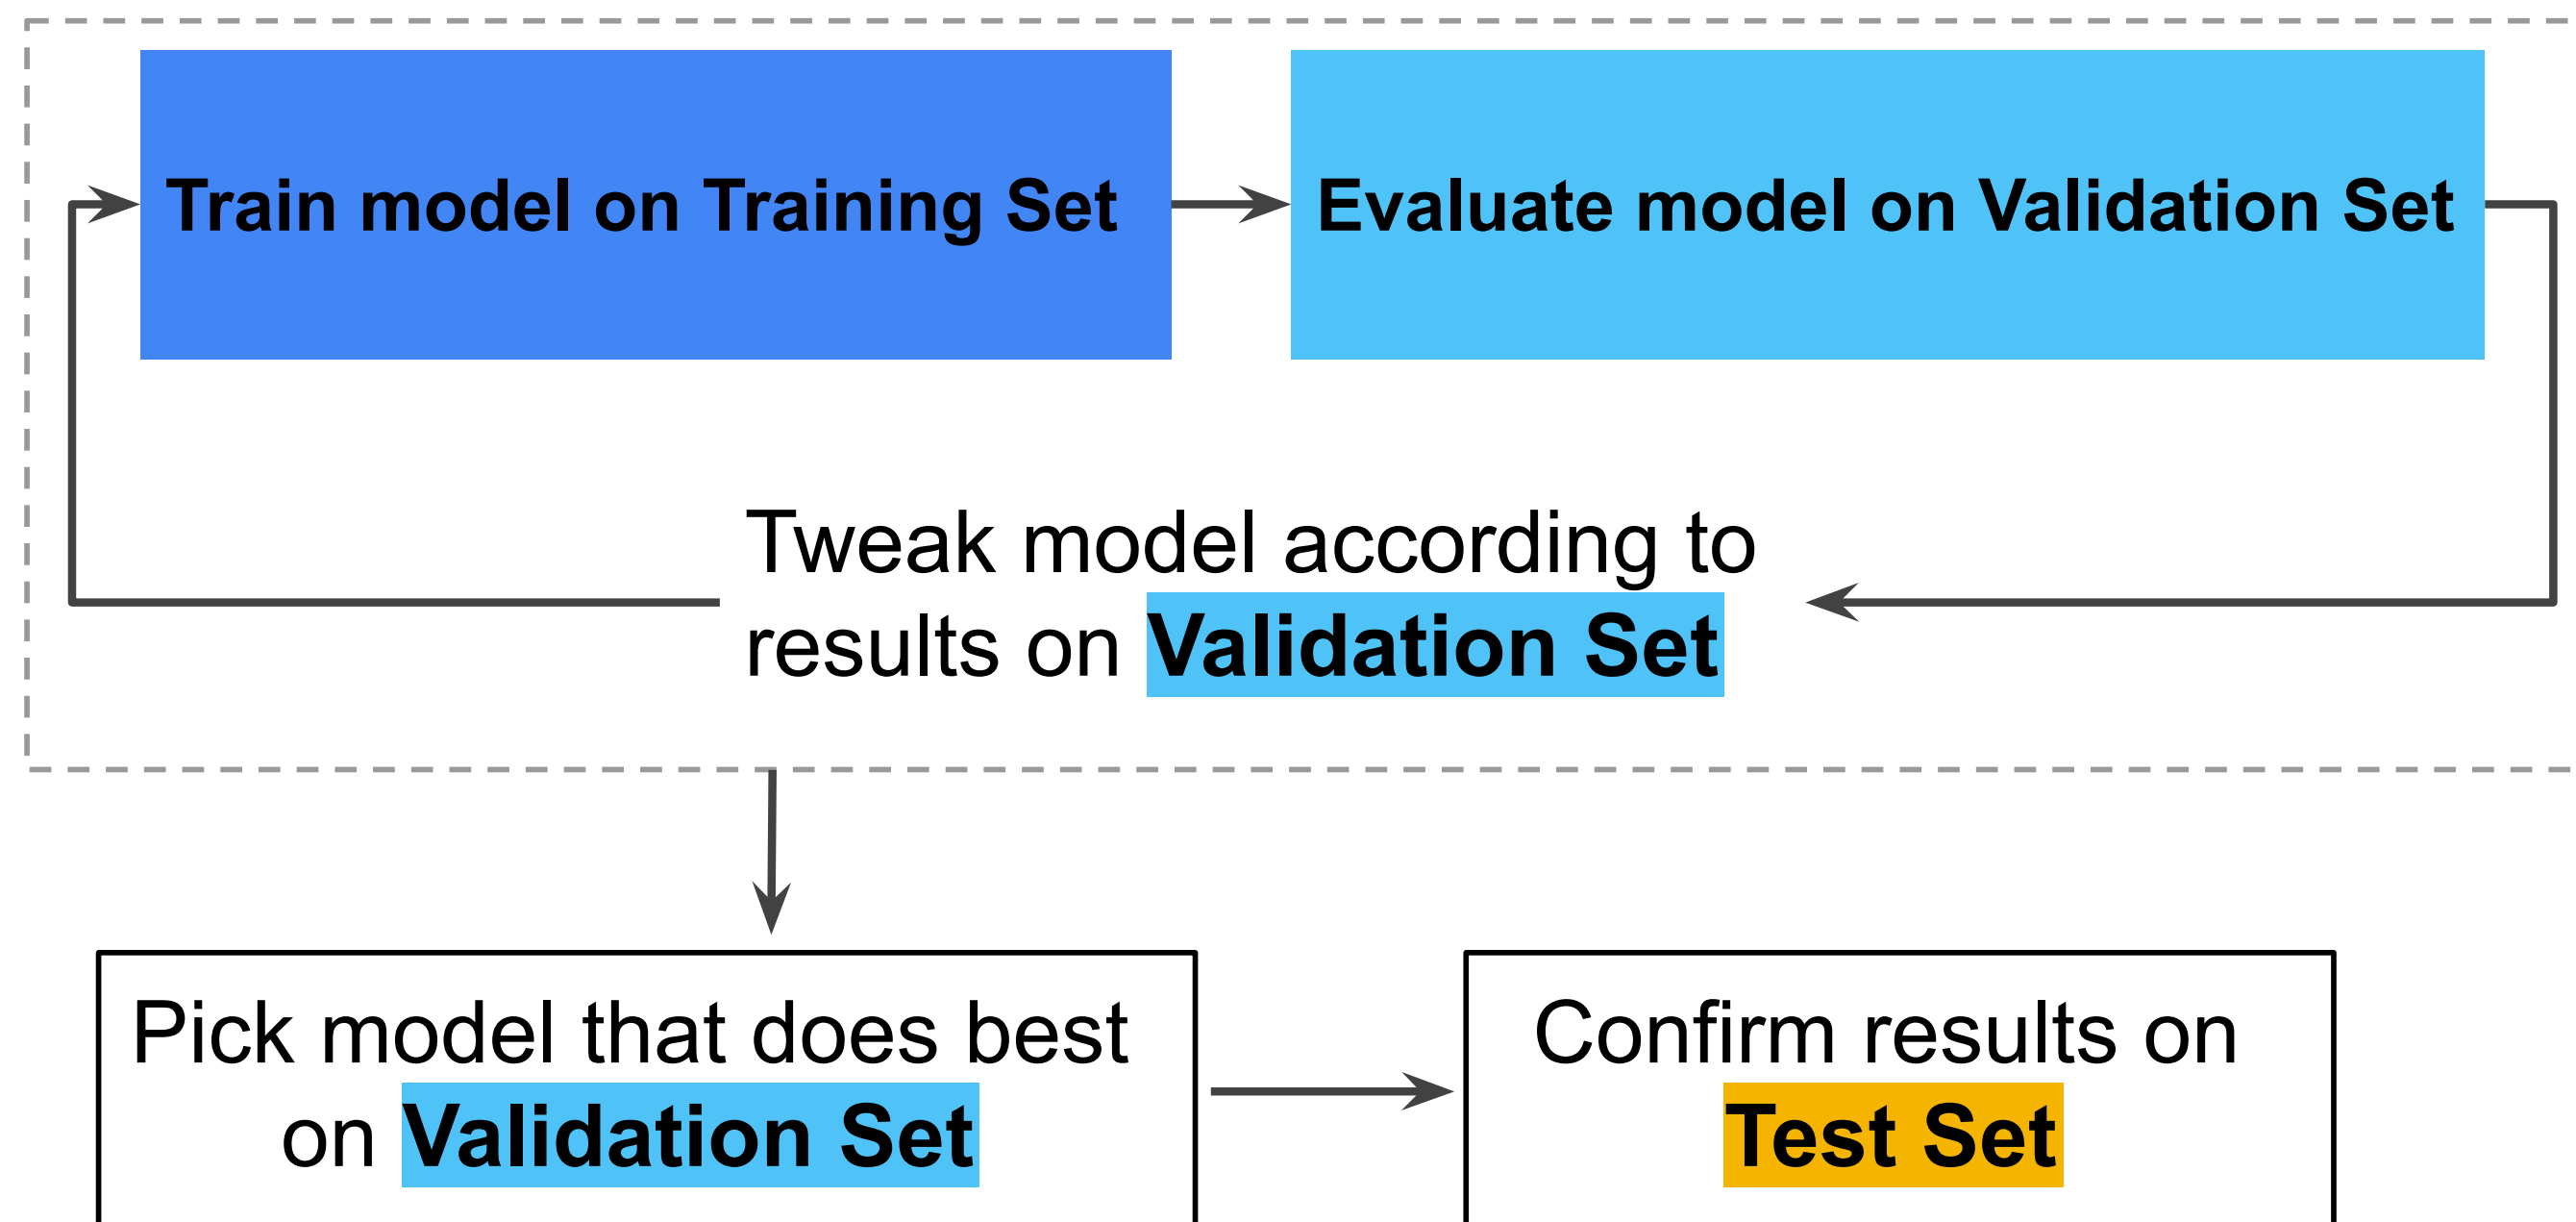 Train model on Training Set
Evaluate model on Validation Set
Tweak model according to
results on Validation Set
Pick model that does best
on Validation Set
Confirm results on
Test Set